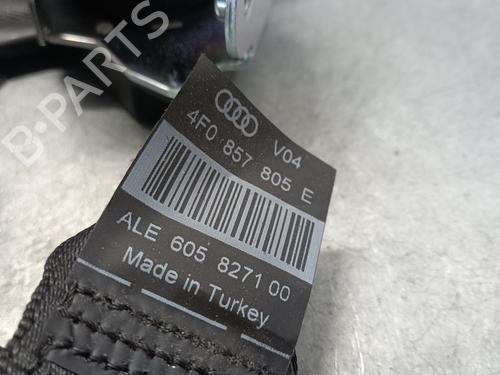 B-PARTS
V04
4F0 857 805 E
ALE 605 8271 00
Made in Turkey